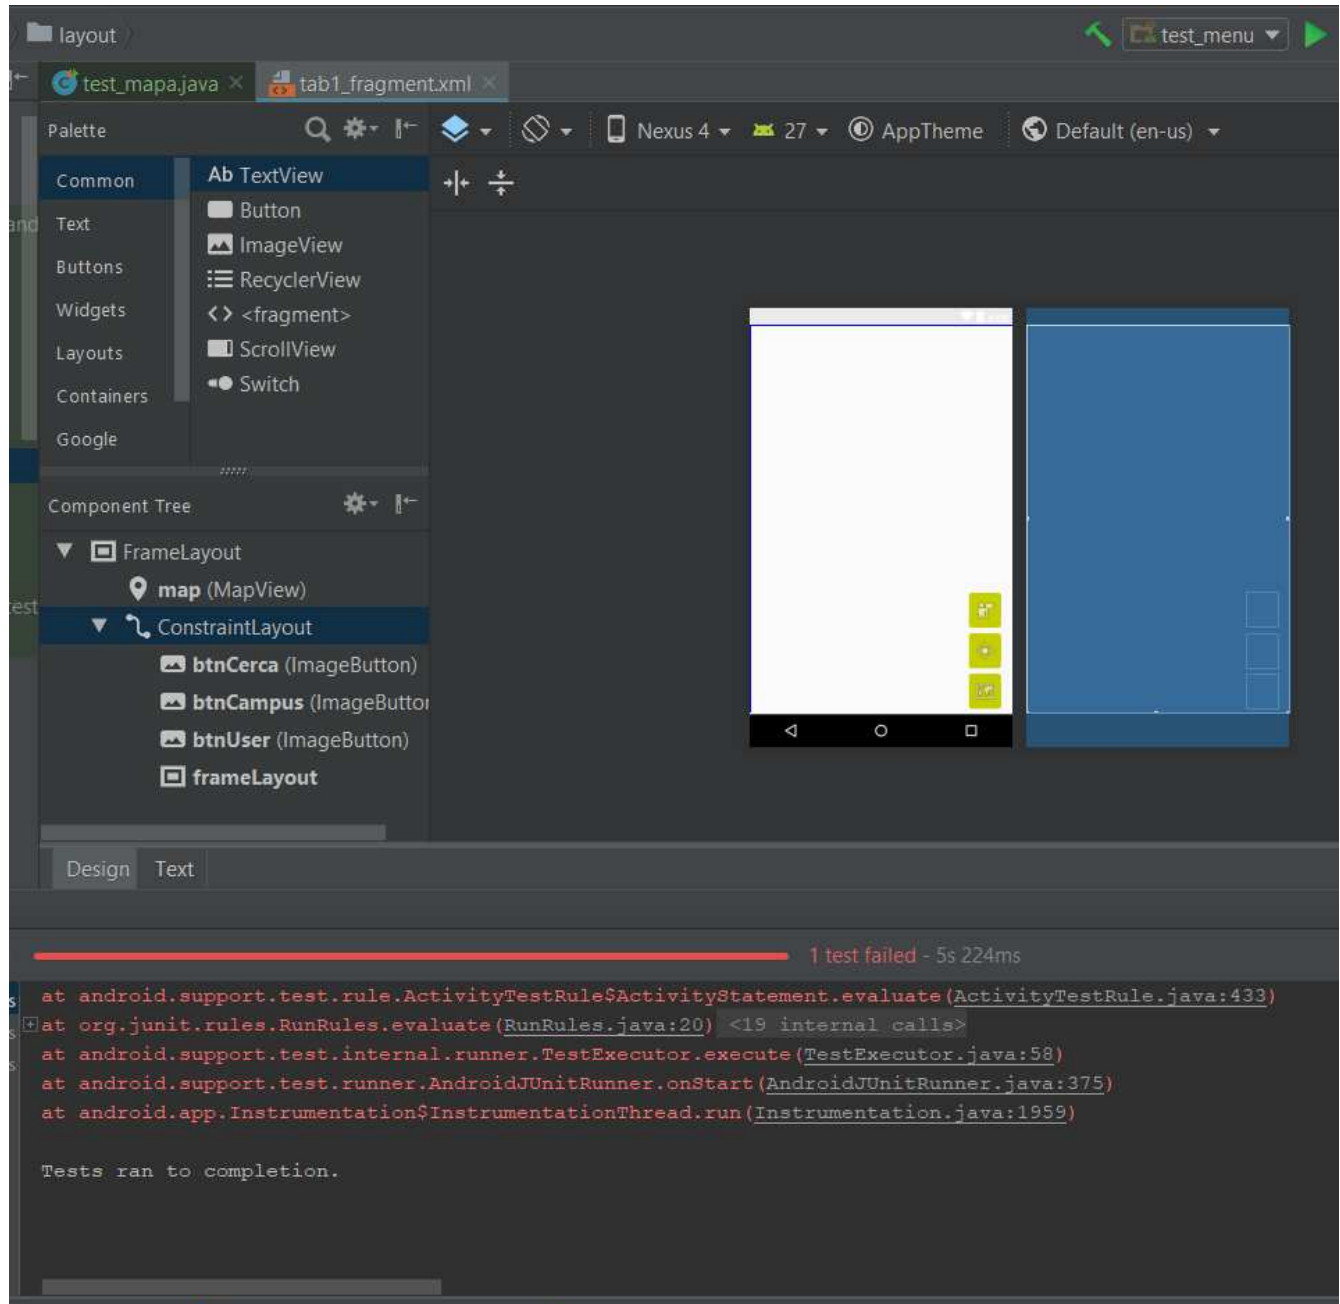 layout
test_menu
test_mapa.java
tab1_fragment.xml
Palette
Nexus 4
27
AppTheme
Default (en-us)
Common
Text
Buttons
Widgets
Layouts
Containers
Google
Ab TextView
Button
ImageView
RecyclerView
<fragment>
ScrollView
Switch
and
Component Tree
FrameLayout
map (MapView)
test
ConstraintLayout
btnCerca (ImageButton)
btnCampus (ImageButton
btnUser (ImageButton)
frameLayout
Design Text
1 test failed - 5s 224ms
at android.support.test.rule.ActivityTestRule$ActivityStatement.evaluate(ActivityTestRule.java:433)
at org.junit.rules.RunRules.evaluate(RunRules.java:20) <19 internal calls>
at android.support.test.internal.runner.TestExecutor.execute(TestExecutor.java:58)
at android.support.test.runner.AndroidJUnitRunner.onStart(AndroidJUnitRunner.java:375)
at android.app.Instrumentation$InstrumentationThread.run(Instrumentation.java:1959)
Tests ran to completion.